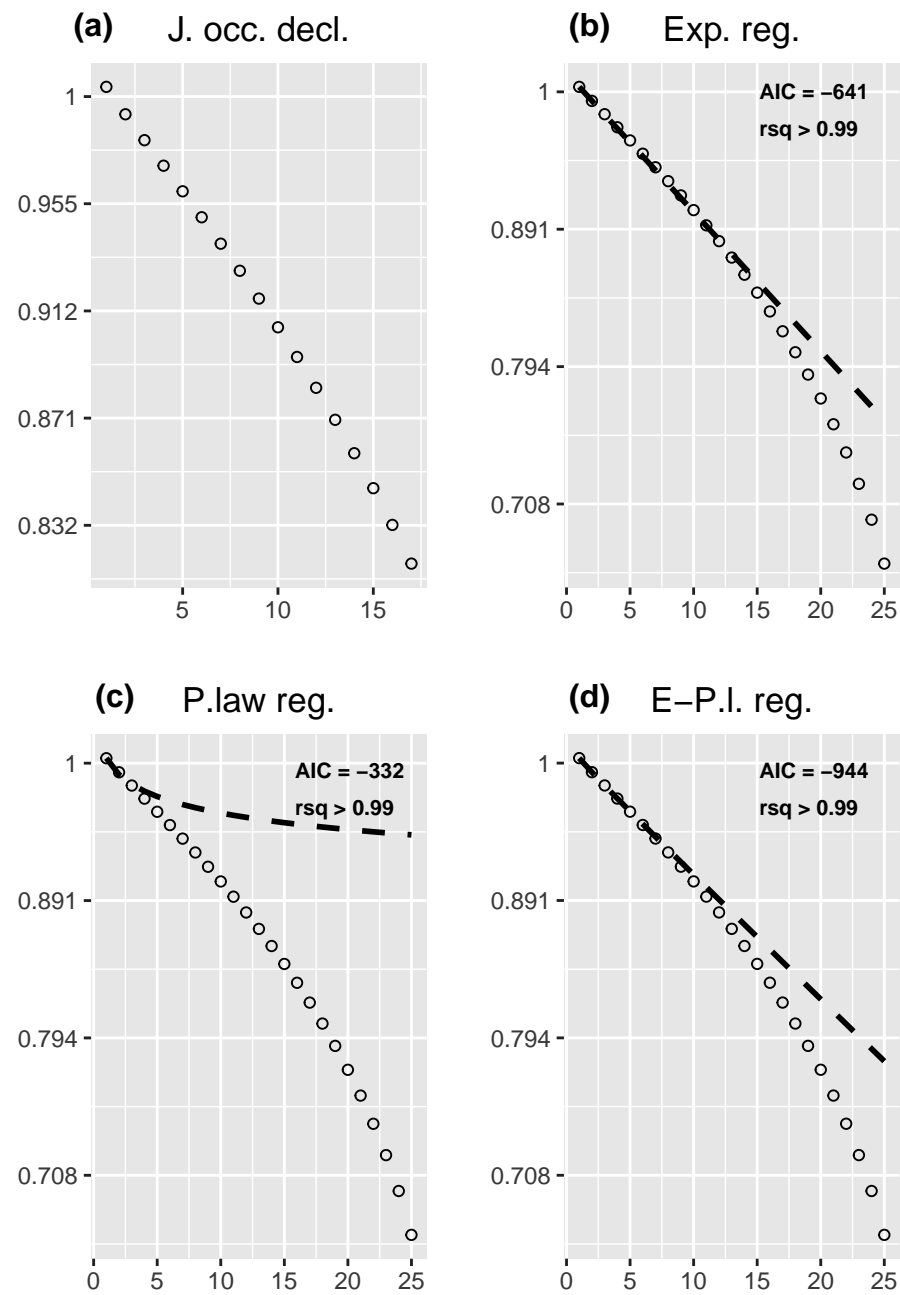 (a) J. occ. decl.
1
0.955
0.912
0.871
0.832
5 10 15
(b) Exp. reg.
AIC = −641
rsq > 0.99
1
0.891
0.794
0.708
0 5 10 15 20 25
(c) P.law reg.
AIC = −332
rsq > 0.99
1
0.891
0.794
0.708
0 5 10 15 20 25
(d) E−P.l. reg.
AIC = −944
rsq > 0.99
1
0.891
0.794
0.708
0 5 10 15 20 25